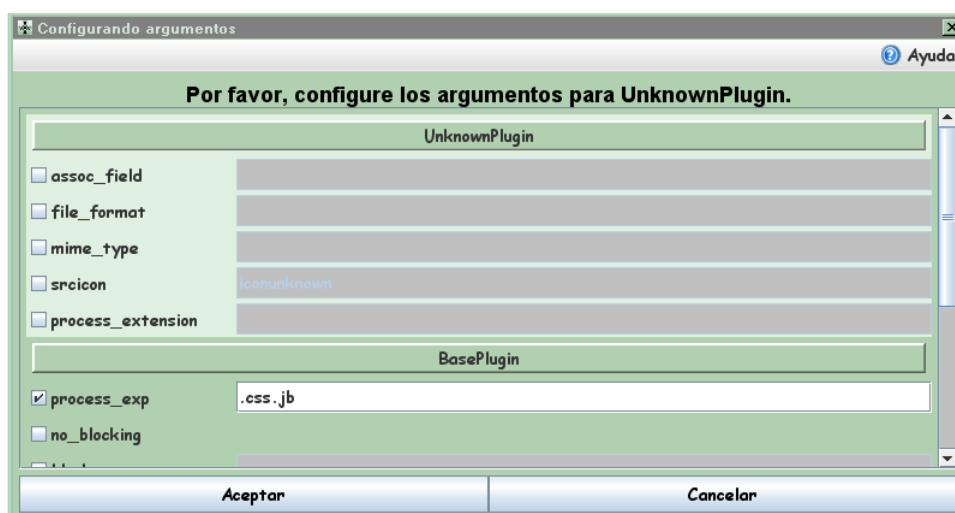 Configurando argumentos
Ayuda
Por favor, configure los argumentos para UnknownPlugin.
UnknownPlugin
assoc_field
file_format
mime_type
srcicon iconunknown
process_extension
BasePlugin
process_exp .css.jb
no_blocking
Aceptar Cancelar